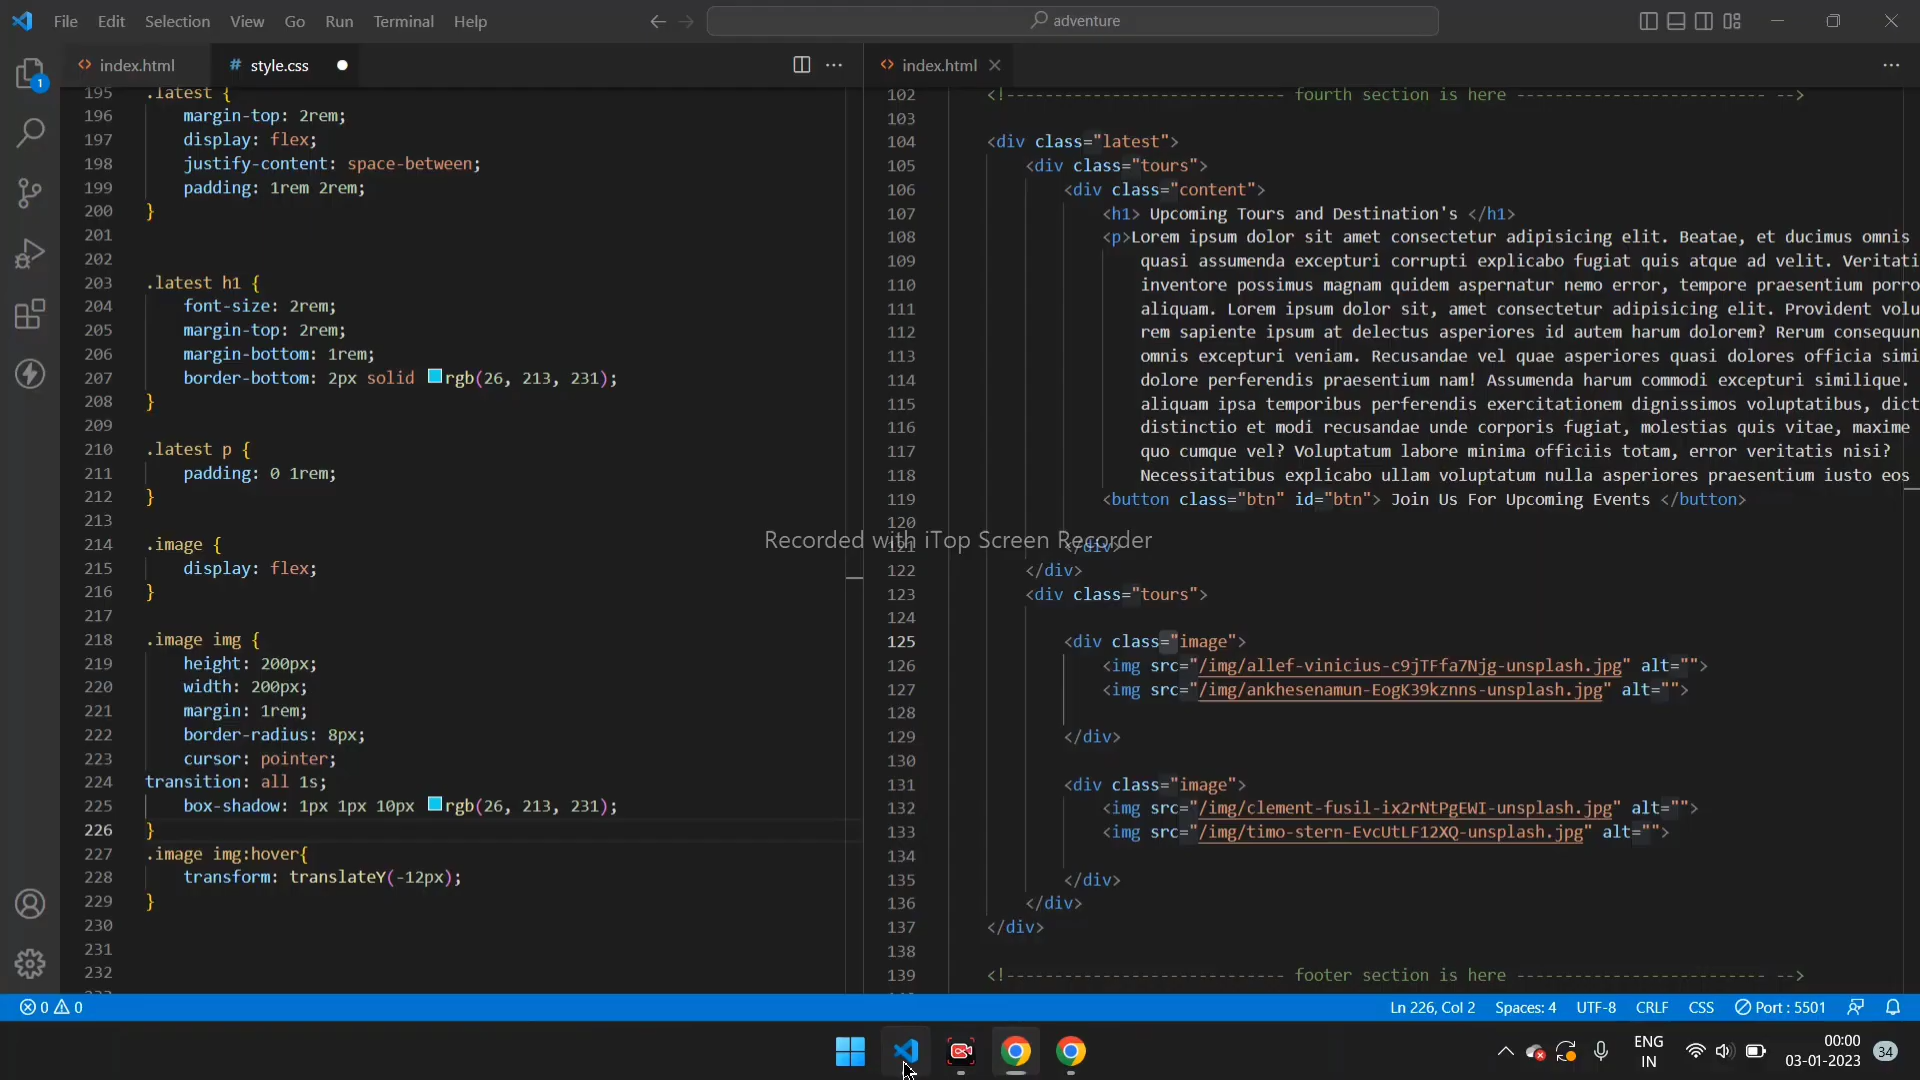 File Edit Selection View Go Run Terminal Help
adventure
1
index.html
# style.css
index.html
195 .latest {
196 margin-top: 2rem;
197 display: flex;
198 justify-content: space-between;
199 padding: 1rem 2rem;
200 }
201
202
203 .latest h1 {
204 font-size: 2rem;
205 margin-top: 2rem;
206 margin-bottom: 1rem;
207 border-bottom: 2px solid rgb(26, 213, 231);
208 }
209
210 .latest p {
211 padding: 0 1rem;
212 }
213
214 .image {
215 display: flex;
216 }
217
218 .image img {
219 height: 200px;
220 width: 200px;
221 margin: 1rem;
222 border-radius: 8px;
223 cursor: pointer;
224 transition: all 1s;
225 box-shadow: 1px 1px 10px rgb(26, 213, 231);
226 }
227 .image img:hover{
228 transform: translateY(-12px);
229 }
230
231
232
102 <!----------------------------- fourth section is here -------------------------- -->
103
104 <div class="latest">
105 <div class="tours">
106 <div class="content">
107 <h1> Upcoming Tours and Destination's </h1>
108 <p>Lorem ipsum dolor sit amet consectetur adipisicing elit. Beatae, et ducimus omnis
109 quasi assumenda excepturi corrupti explicabo fugiat quis atque ad velit. Veritati
110 inventore possimus magnam quidem aspernatur nemo error, tempore praesentium porro
111 aliquam. Lorem ipsum dolor sit, amet consectetur adipisicing elit. Provident volu
112 rem sapiente ipsum at delectus asperiores id autem harum dolorem? Rerum consequun
113 omnis excepturi veniam. Recusandae vel quae asperiores quasi dolores officia simi
114 dolore perferendis praesentium nam! Assumenda harum commodi excepturi similique.
115 aliquam ipsa temporibus perferendis exercitationem dignissimos voluptatibus, dict
116 distinctio et modi recusandae unde corporis fugiat, molestias quis vitae, maxime
117 quo cumque vel? Voluptatum labore minima officiis totam, error veritatis nisi?
118 Necessitatibus explicabo ullam voluptatum nulla asperiores praesentium iusto eos
119 <button class="btn" id="btn"> Join Us For Upcoming Events </button>
120
Recorded with iTop Screen Recorder
121 </div>
122 </div>
123 <div class="tours">
124
125 <div class="image">
126 <img src="/img/allef-vinicius-c9jTFfa7Njg-unsplash.jpg" alt="">
127 <img src="/img/ankhesenamun-EogK39kznns-unsplash.jpg" alt="">
128
129 </div>
130
131 <div class="image">
132 <img src="/img/clement-fusil-ix2rNtPgEWI-unsplash.jpg" alt="">
133 <img src="/img/timo-stern-EvcUtLF12XQ-unsplash.jpg" alt="">
134
135 </div>
136 </div>
137 </div>
138
139 <!----------------------------- footer section is here -------------------------- -->
0 0
Ln 226, Col 2 Spaces: 4 UTF-8 CRLF CSS Port : 5501
ENG
IN
00:00
03-01-2023
34